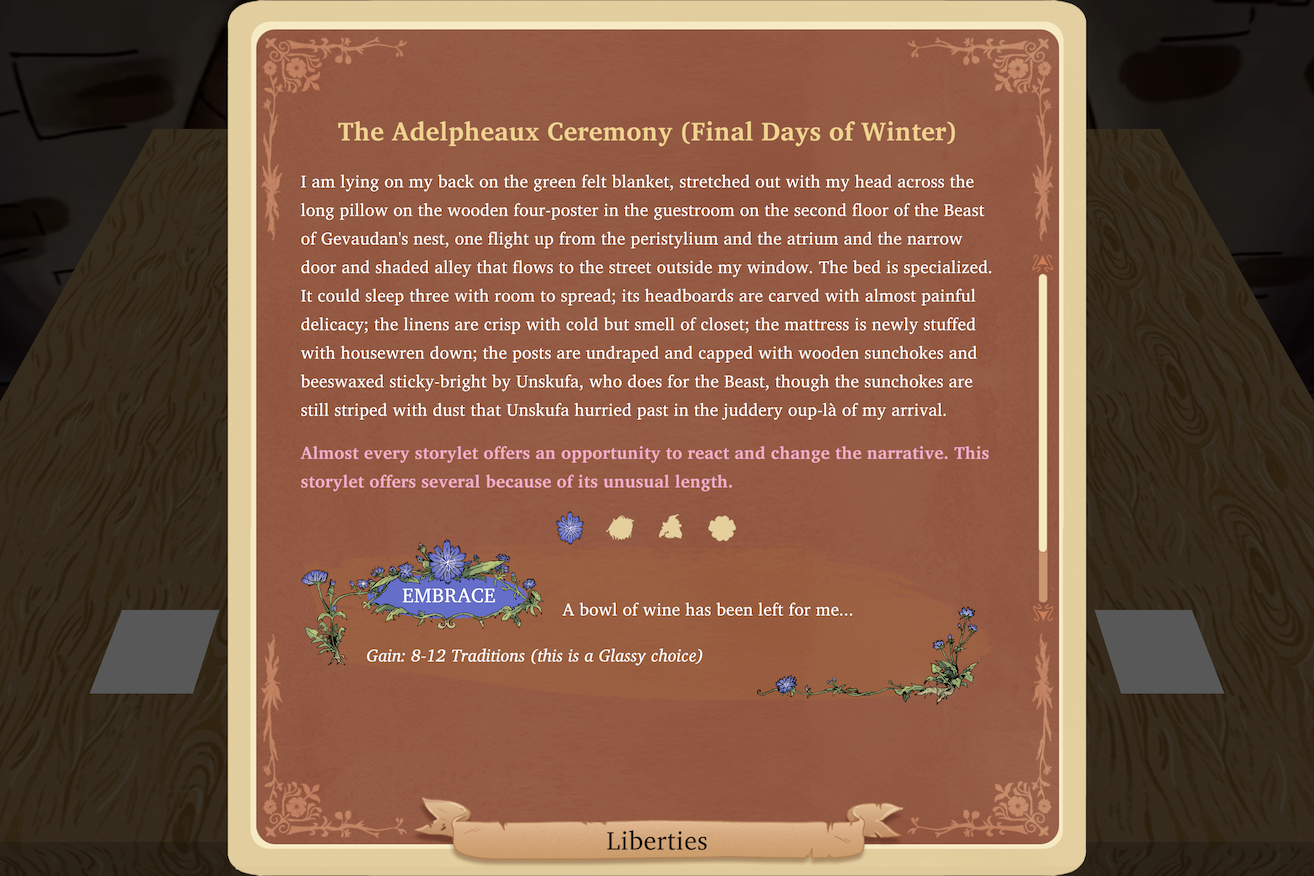 The Adelpheaux Ceremony (Final Days of Winter)
I am lying on my back on the green felt blanket, stretched out with my head across the
long pillow on the wooden four-poster in the guestroom on the second floor of the Beast
of Gevaudan's nest, one flight up from the peristylium and the atrium and the narrow
door and shaded alley that flows to the street outside my window. The bed is specialized.
It could sleep three with room to spread; its headboards are carved with almost painful
delicacy; the linens are crisp with cold but smell of closet; the mattress is newly stuffed
with housewren down; the posts are undraped and capped with wooden sunchokes and
beeswaxed sticky-bright by Unskufa, who does for the Beast, though the sunchokes are
still striped with dust that Unskufa hurried past in the juddery oup-là of my arrival.
Almost every storylet offers an opportunity to react and change the narrative. This
storylet offers several because of its unusual length.
EMBRACE
A bowl of wine has been left for me...
Gain: 8-12 Traditions (this is a Glassy choice)
Liberties